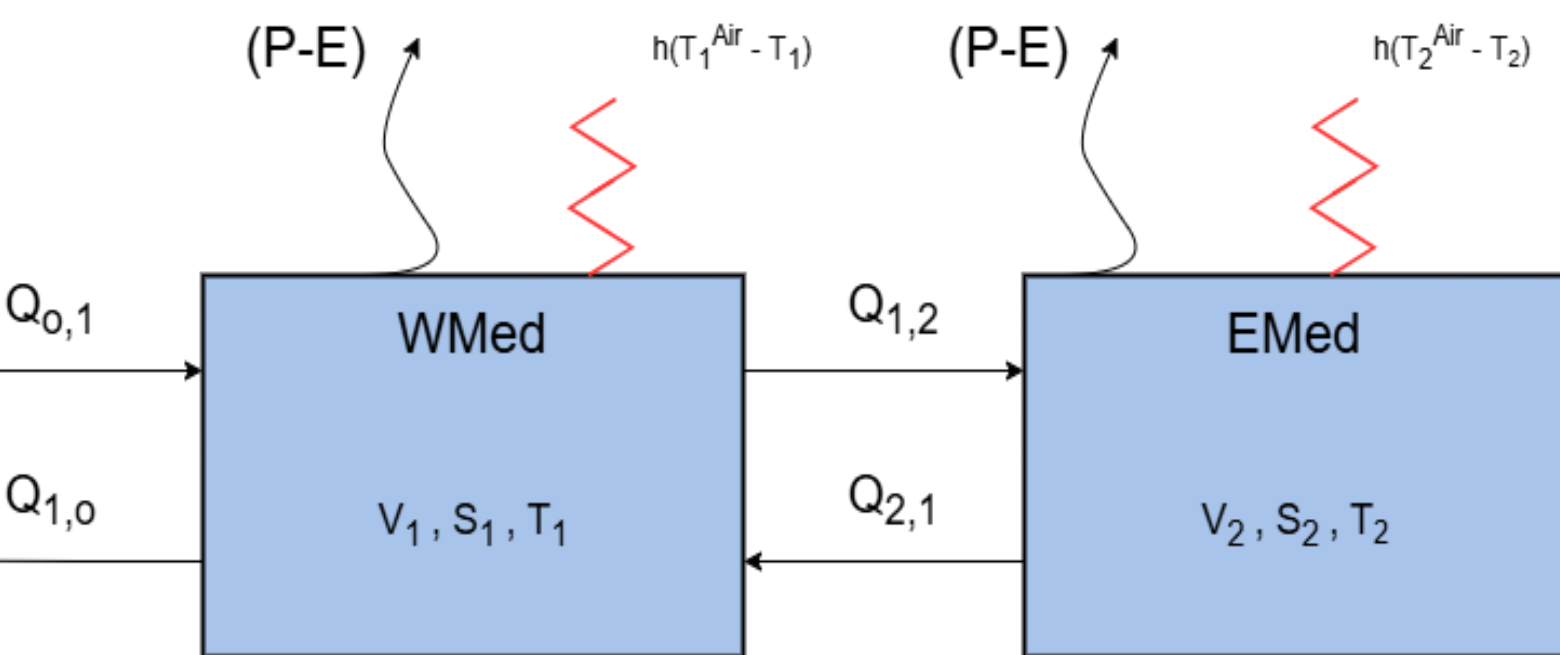 (P-E)
h(T₁ᴬⁱʳ - T₁)
(P-E)
h(T₂ᴬⁱʳ - T₂)
Qₒ,₁
WMed
Q₁,₂
EMed
Q₁,ₒ
V₁ , S₁ , T₁
Q₂,₁
V₂ , S₂ , T₂